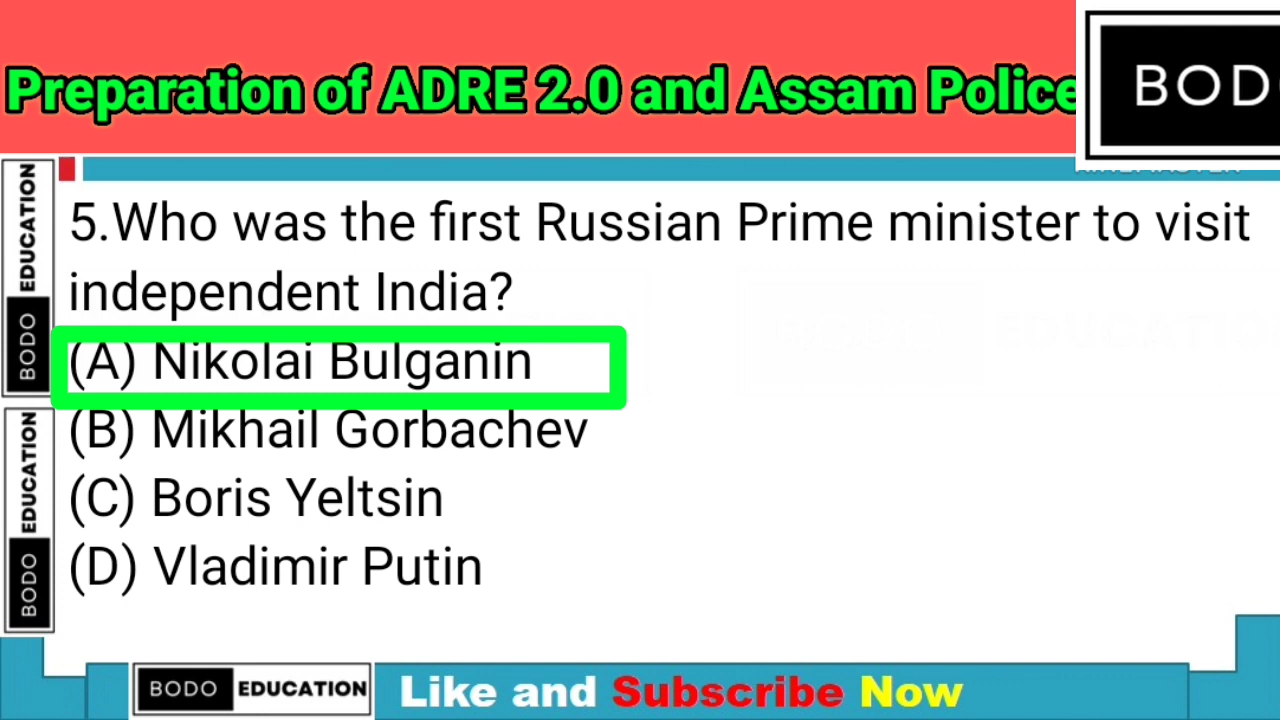 Preparation of ADRE 2.0 and Assam Police
BOD
BODO EDUCATION
BODO EDUCATION
5.Who was the first Russian Prime minister to visit
independent India?
(A) Nikolai Bulganin
(B) Mikhail Gorbachev
(C) Boris Yeltsin
(D) Vladimir Putin
BODO EDUCATION
Like and Subscribe Now